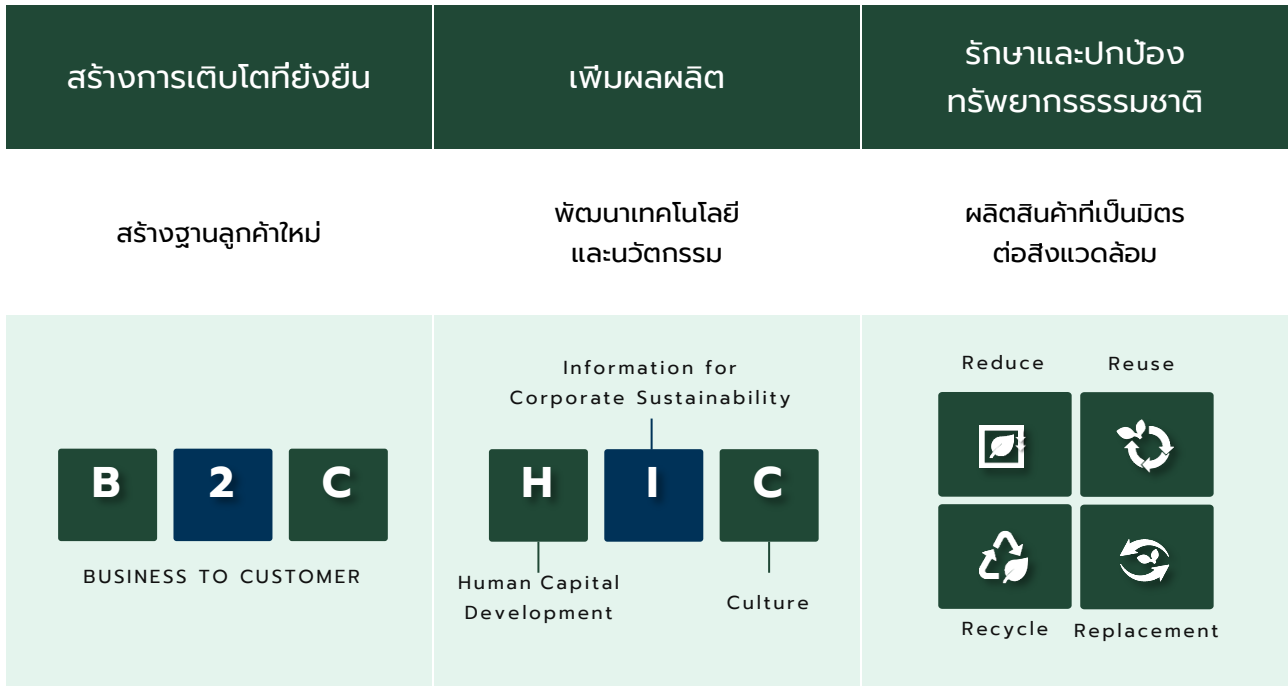 สร้างการเติบโตที่ยั่งยืน
เพิ่มผลผลิต
รักษาและปกป้อง
ทรัพยากรธรรมชาติ
สร้างฐานลูกค้าใหม่
พัฒนาเทคโนโลยี
และนวัตกรรม
ผลิตสินค้าที่เป็นมิตร
ต่อสิ่งแวดล้อม
B 2 C
BUSINESS TO CUSTOMER
Information for
Corporate Sustainability
H I C
Human Capital
Development
Culture
Reduce Reuse
Recycle Replacement